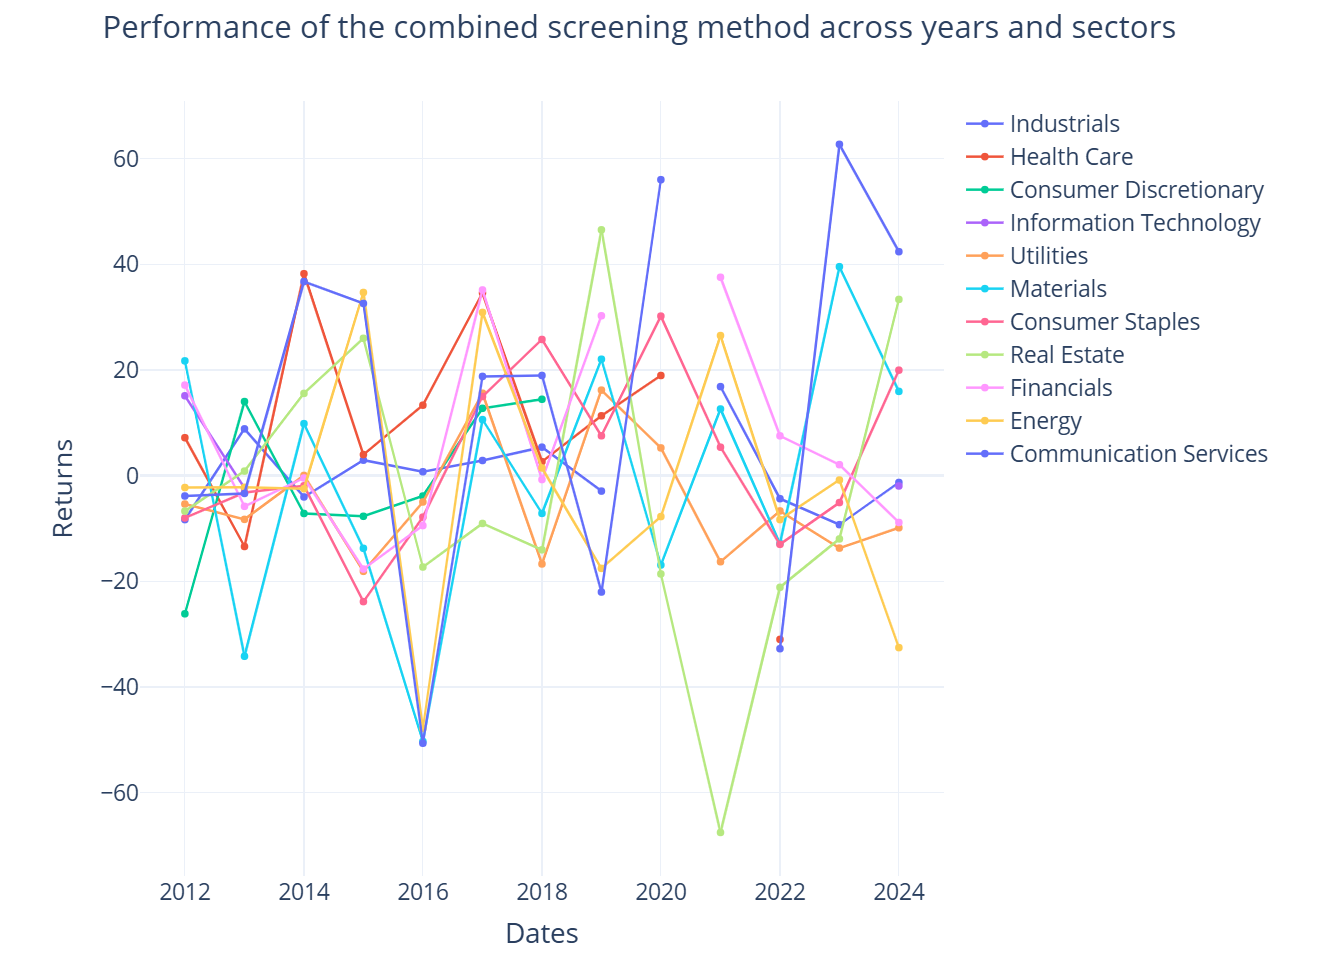 Performance of the combined screening method across years and sectors
Industrials
Health Care
Consumer Discretionary
Information Technology
Utilities
Materials
Consumer Staples
Real Estate
Financials
Energy
Communication Services
Returns
60
40
20
0
−20
−40
−60
2012 2014 2016 2018 2020 2022 2024
Dates